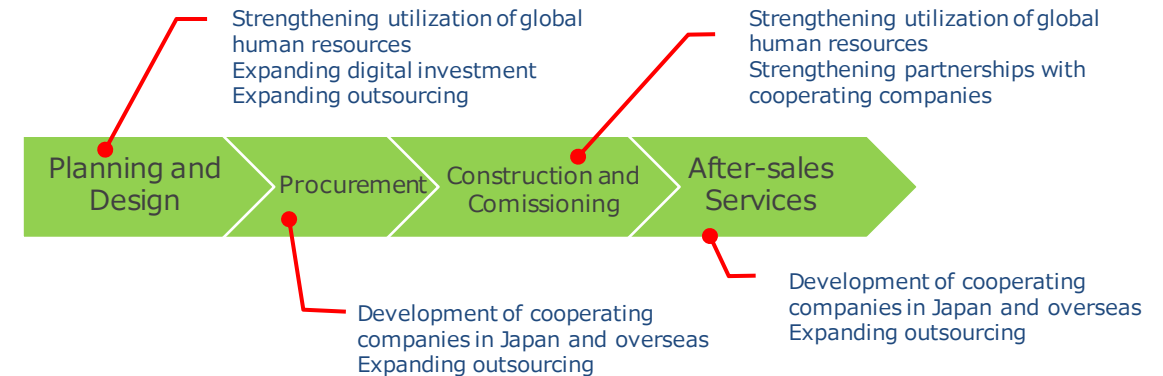 Strengthening utilization of global
human resources
Expanding digital investment
Expanding outsourcing
Strengthening utilization of global
human resources
Strengthening partnerships with
cooperating companies
Planning and
Design
Procurement
Construction and
Comissioning
After-sales
Services
Development of cooperating
companies in Japan and overseas
Expanding outsourcing
Development of cooperating
companies in Japan and overseas
Expanding outsourcing